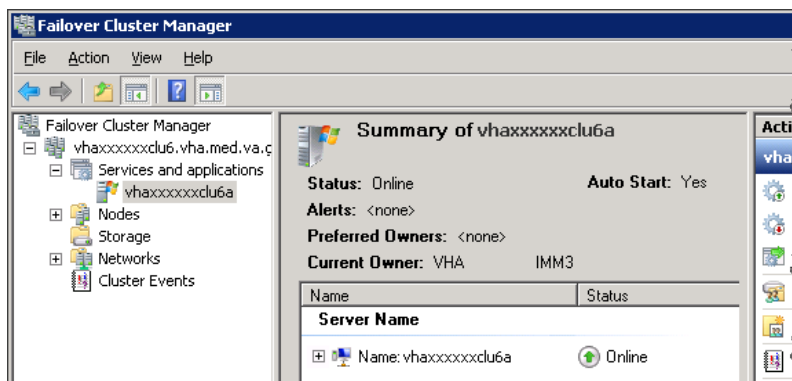 Failover Cluster Manager
File Action View Help
Failover Cluster Manager
vhaxxxxxxclu6.vha.med.va.g
Services and applications
vhaxxxxxxclu6a
Nodes
Storage
Networks
Cluster Events
Summary of vhaxxxxxxclu6a
Status: Online Auto Start: Yes
Alerts: <none>
Preferred Owners: <none>
Current Owner: VHA IMM3
Name Status
Server Name
Name: vhaxxxxxxclu6a Online
Acti
vha